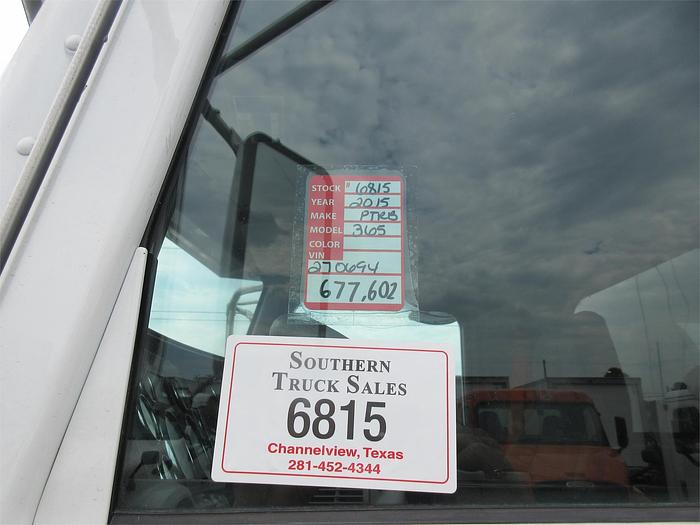 STOCK # 6815
YEAR 2015
MAKE PTRB
MODEL 365
COLOR
VIN
270694
677,602
SOUTHERN
TRUCK SALES
6815
Channelview, Texas
281-452-4344